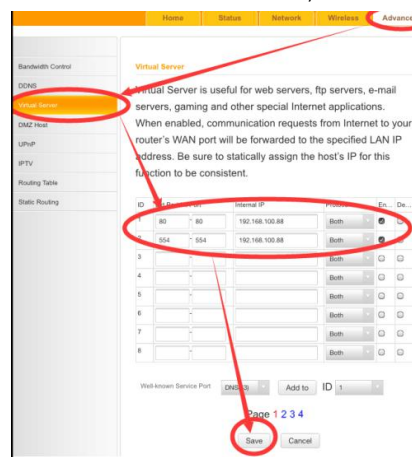 Home Status Network Wireless Advance
Bandwidth Control
DDNS
Virtual Server
DMZ Host
UPnP
IPTV
Routing Table
Static Routing
Virtual Server
Virtual Server is useful for web servers, ftp servers, e-mail
servers, gaming and other special Internet applications.
When enabled, communication requests from Internet to your
router's WAN port will be forwarded to the specified LAN IP
address. Be sure to statically assign the host's IP for this
function to be consistent.
ID Internal IP En... De...
80 - 80 192.168.100.88 Both
554 - 554 192.168.100.88 Both
3 - Both
4 - Both
5 - Both
6 - Both
7 - Both
8 - Both
Well-known Service Port Add to ID 1
Page 1 2 3 4
Save Cancel